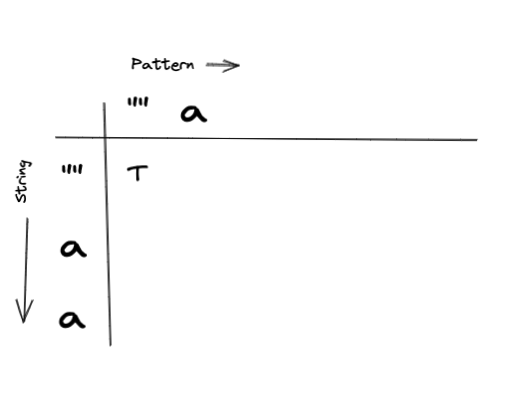 Pattern →
"" a
String →
"" T
a
a